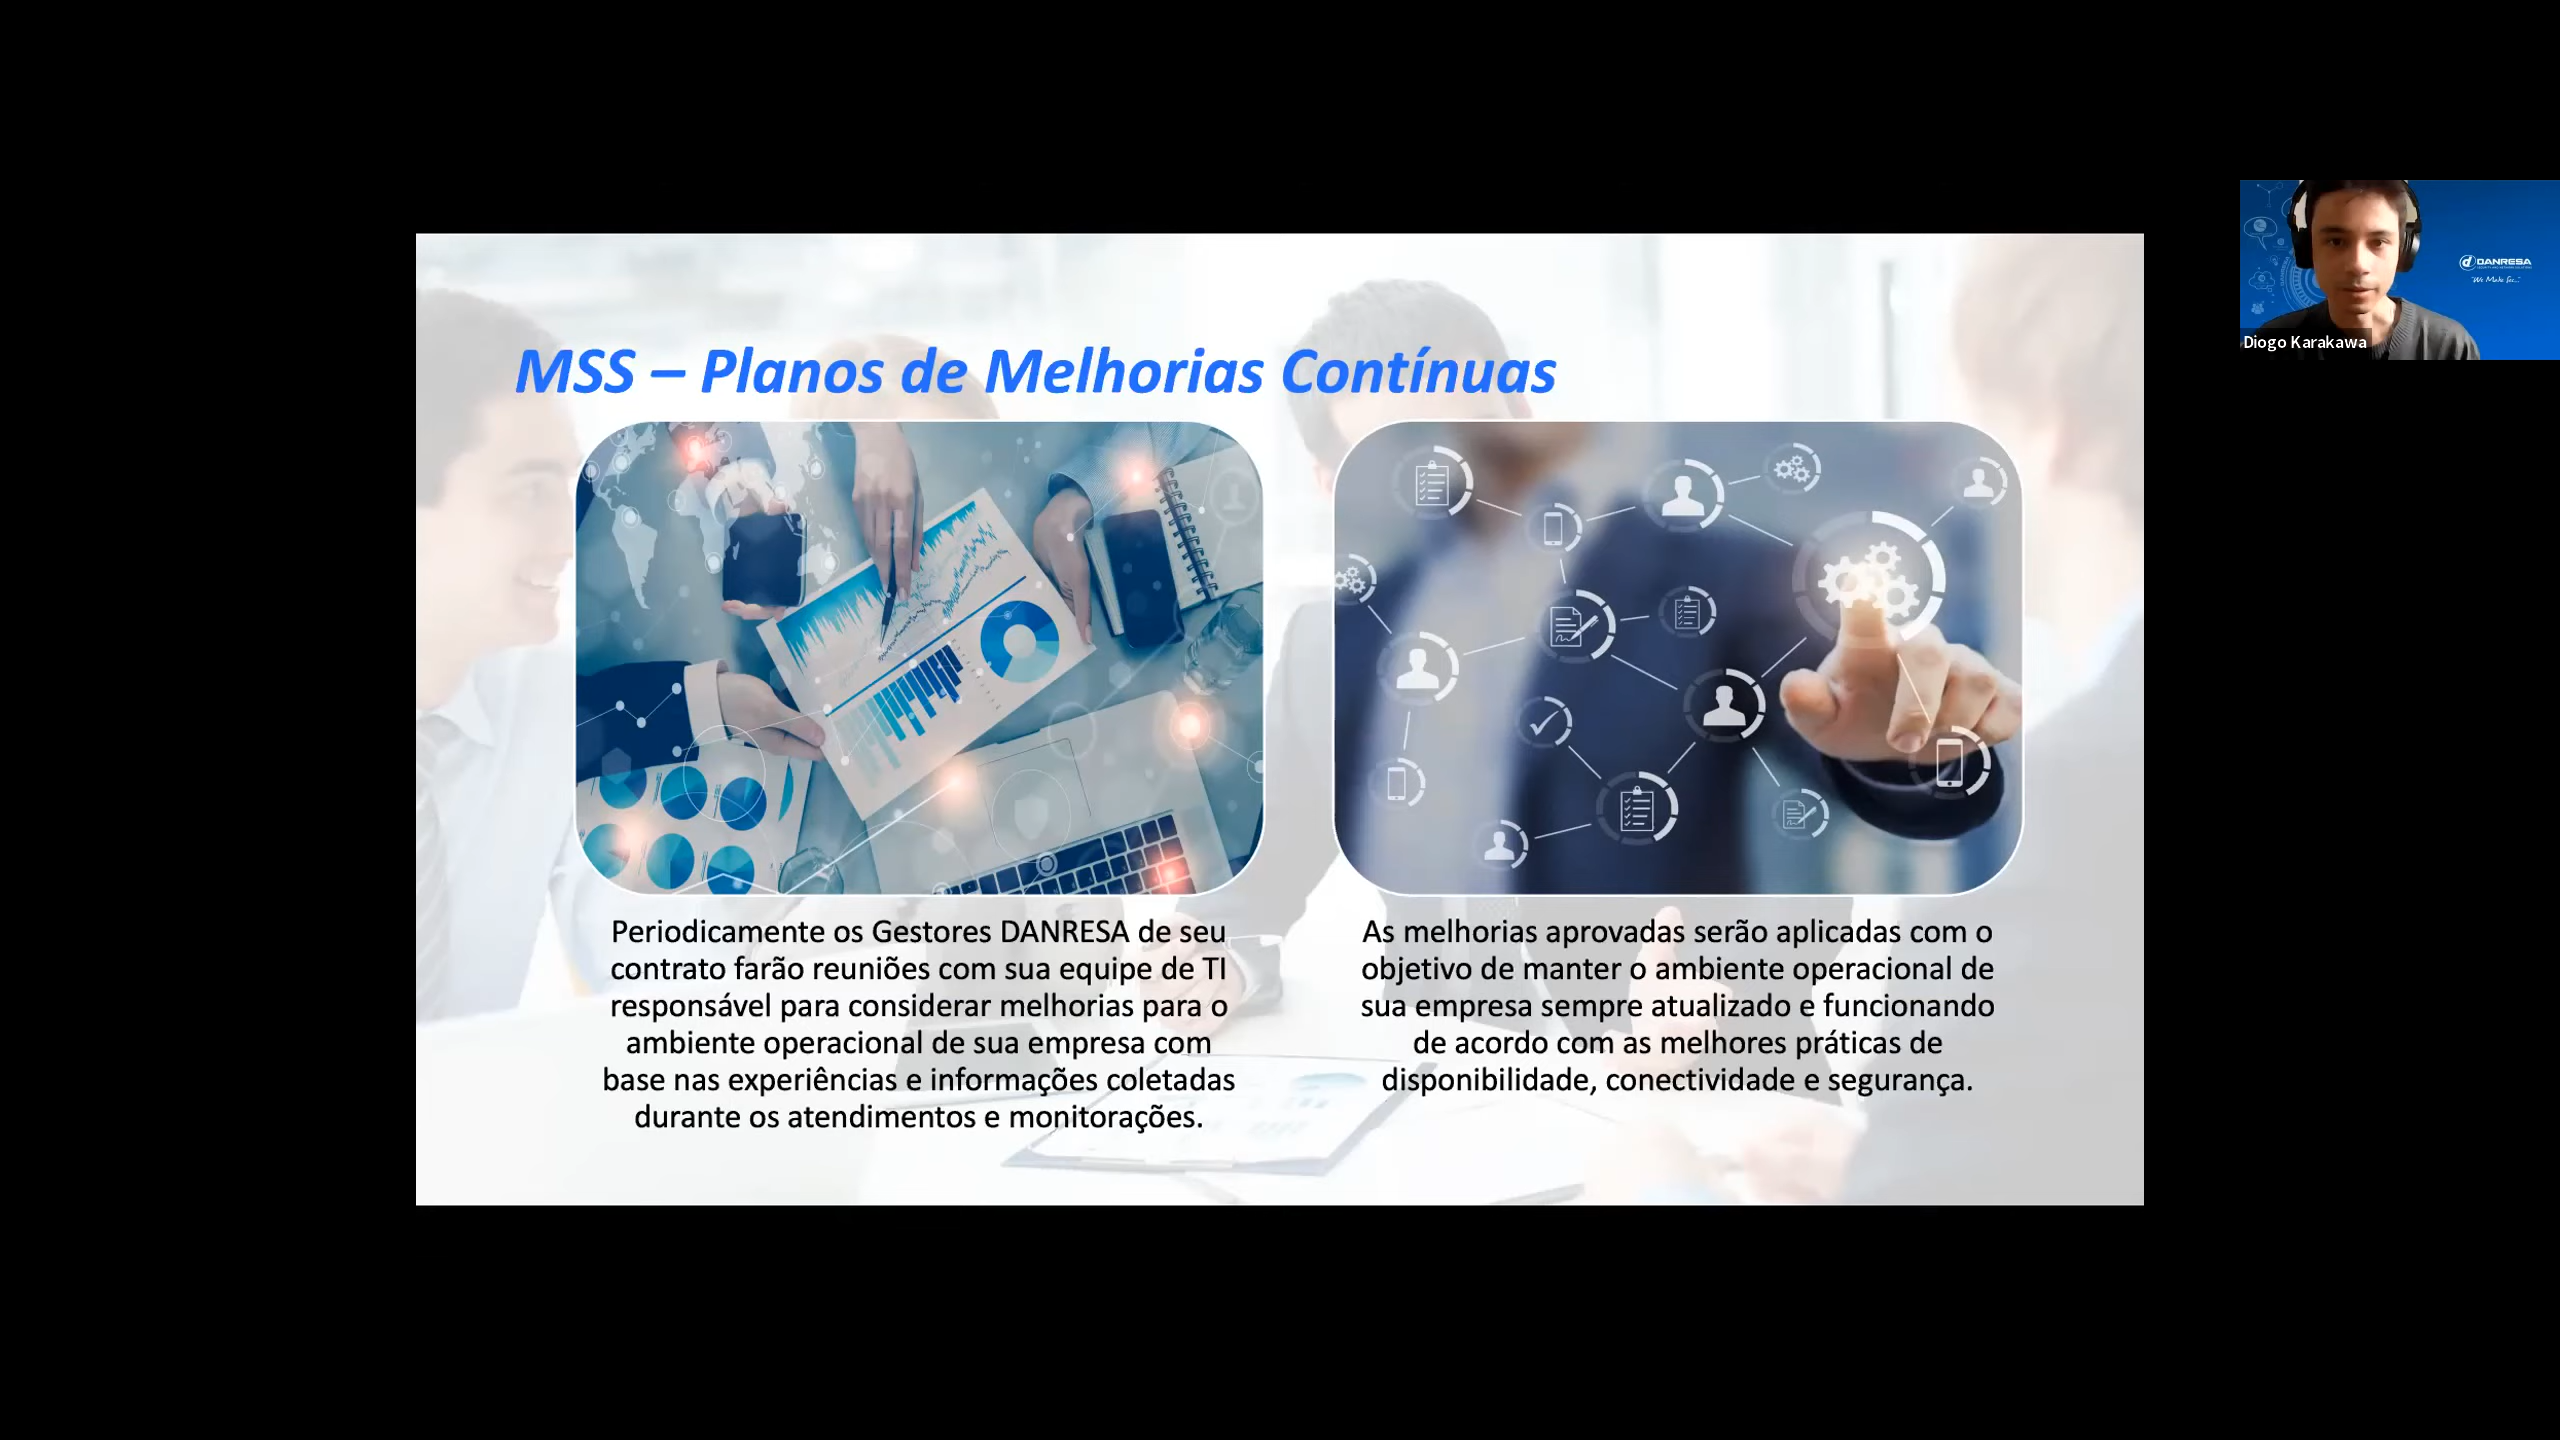 MSS – Planos de Melhorias Contínuas
Periodicamente os Gestores DANRESA de seu
contrato farão reuniões com sua equipe de TI
responsável para considerar melhorias para o
ambiente operacional de sua empresa com
base nas experiências e informações coletadas
durante os atendimentos e monitorações.
As melhorias aprovadas serão aplicadas com o
objetivo de manter o ambiente operacional de
sua empresa sempre atualizado e funcionando
de acordo com as melhores práticas de
disponibilidade, conectividade e segurança.
DANRESA
Diogo Karakawa